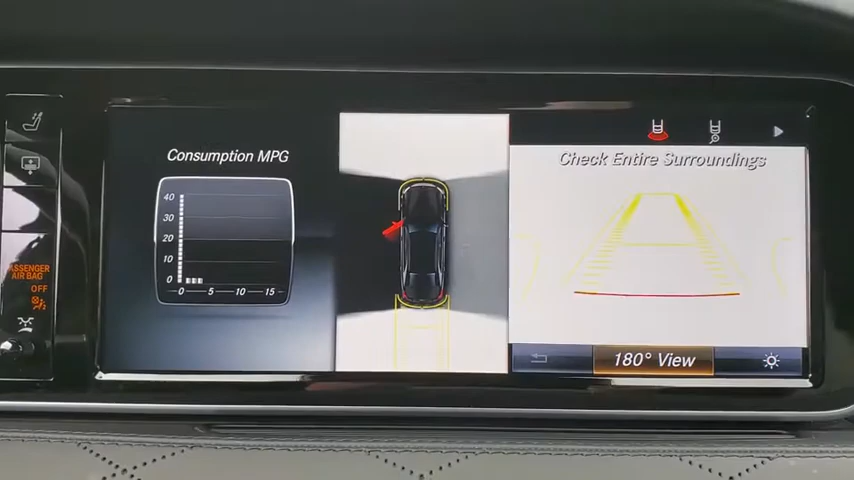 Consumption MPG
40
30
20
10
0
0 5 10 15
Check Entire Surroundings
180° View
PASSENGER
AIR BAG
OFF